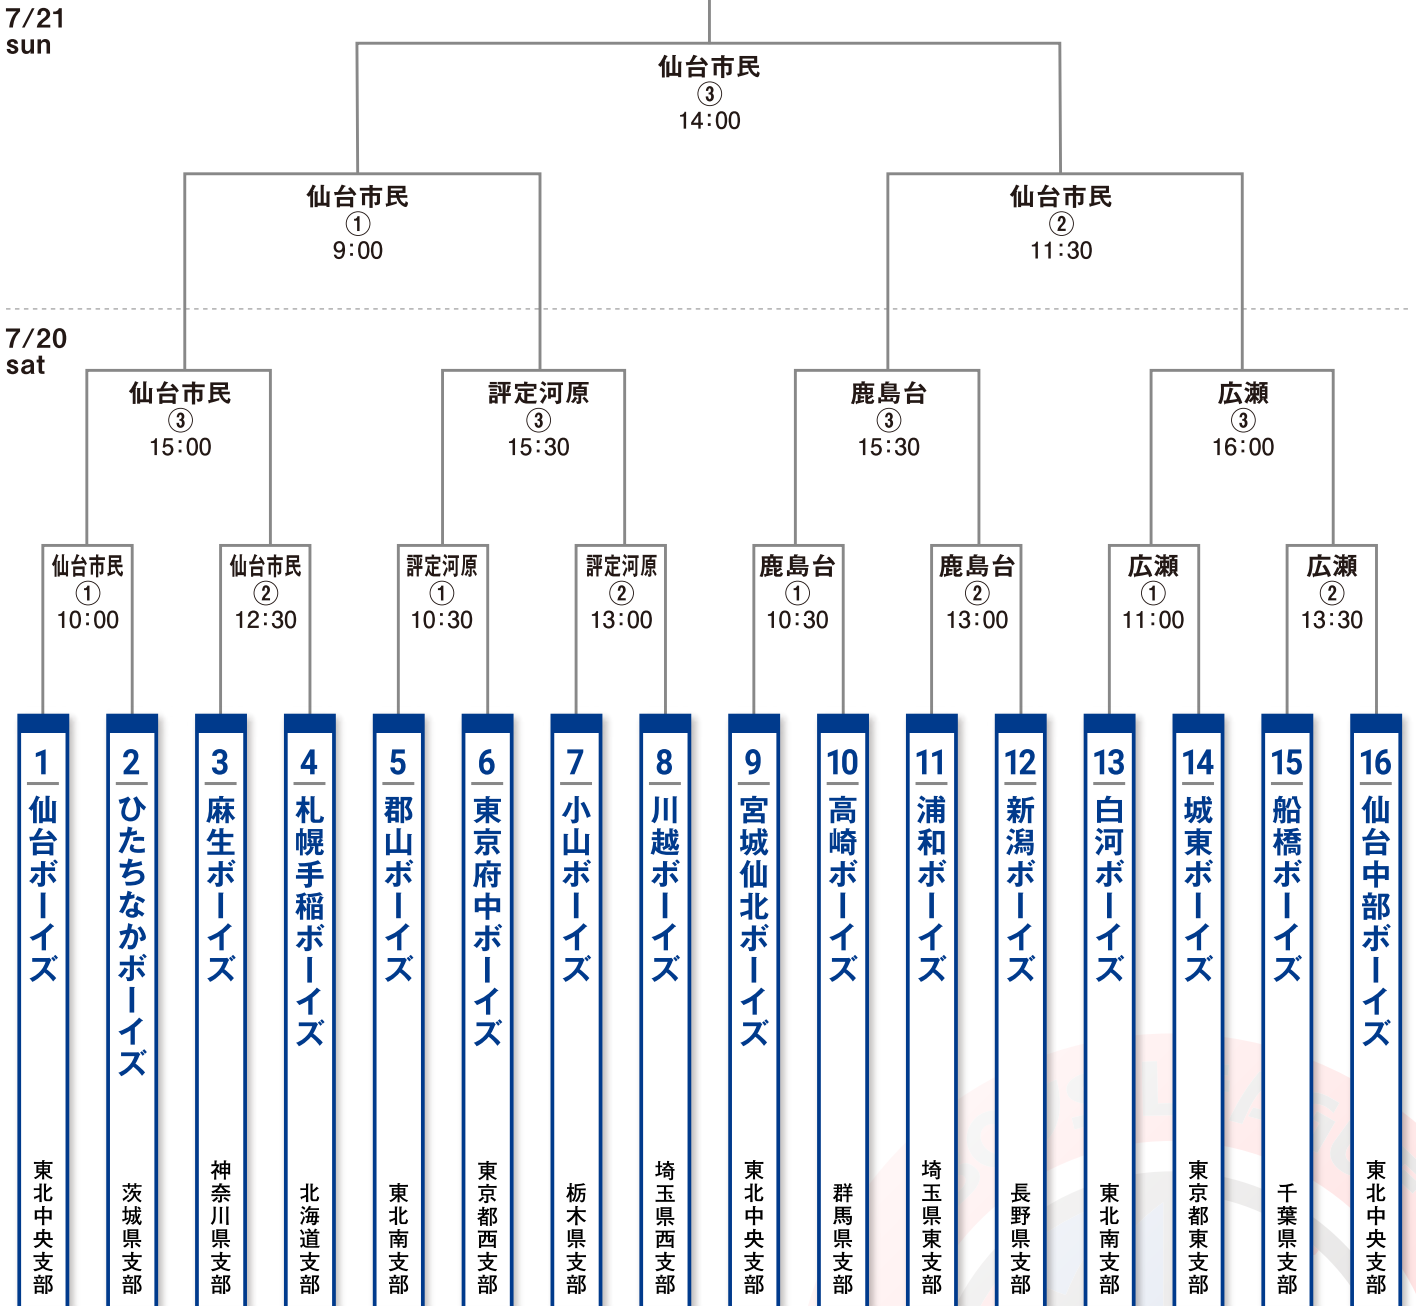 7/21
sun
仙台市民
③
14:00
仙台市民
①
9:00
仙台市民
②
11:30
7/20
sat
仙台市民
③
15:00
評定河原
③
15:30
鹿島台
③
15:30
広瀬
③
16:00
仙台市民
①
10:00
仙台市民
②
12:30
評定河原
①
10:30
評定河原
②
13:00
鹿島台
①
10:30
鹿島台
②
13:00
広瀬
①
11:00
広瀬
②
13:30
1
仙台ボーイズ
東北中央支部
2
ひたちなかボーイズ
茨城県支部
3
麻生ボーイズ
神奈川県支部
4
札幌手稲ボーイズ
北海道支部
5
郡山ボーイズ
東北南支部
6
東京府中ボーイズ
東京都西支部
7
小山ボーイズ
栃木県支部
8
川越ボーイズ
埼玉県西支部
9
宮城仙北ボーイズ
東北中央支部
10
高崎ボーイズ
群馬県支部
11
浦和ボーイズ
埼玉県東支部
12
新潟ボーイズ
長野県支部
13
白河ボーイズ
東北南支部
14
城東ボーイズ
東京都東支部
15
船橋ボーイズ
千葉県支部
16
仙台中部ボーイズ
東北中央支部